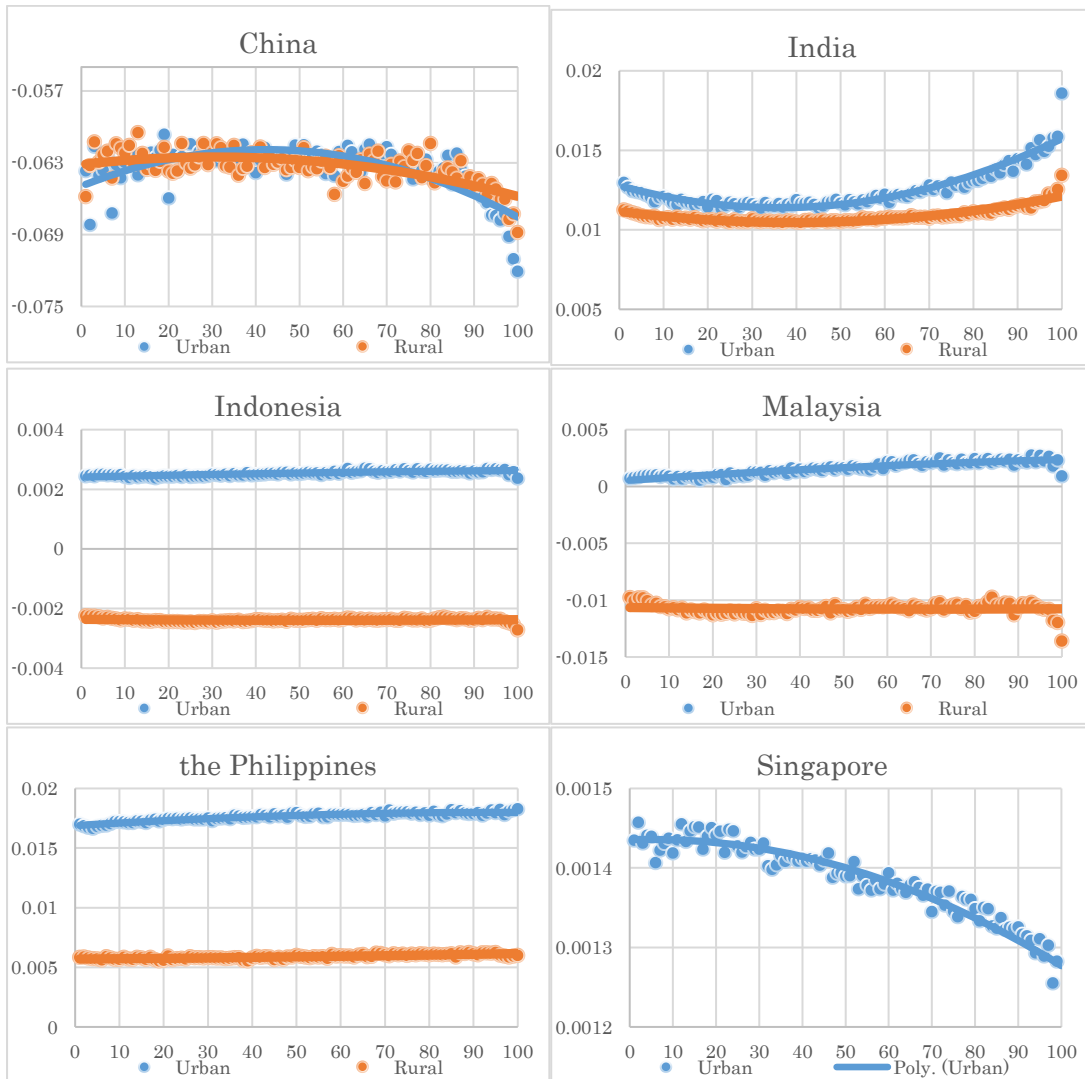 China
-0.057
-0.063
-0.069
-0.075
0 10 20 30 40 50 60 70 80 90 100
Urban Rural
India
0.02
0.015
0.01
0.005
0 10 20 30 40 50 60 70 80 90 100
Urban Rural
Indonesia
0.004
0.002
0
-0.002
-0.004
0 10 20 30 40 50 60 70 80 90 100
Urban Rural
Malaysia
0.005
0
-0.005
-0.01
-0.015
0 10 20 30 40 50 60 70 80 90 100
Urban Rural
the Philippines
0.02
0.015
0.01
0.005
0
0 10 20 30 40 50 60 70 80 90 100
Urban Rural
Singapore
0.0015
0.0014
0.0013
0.0012
0 10 20 30 40 50 60 70 80 90 100
Urban Poly. (Urban)